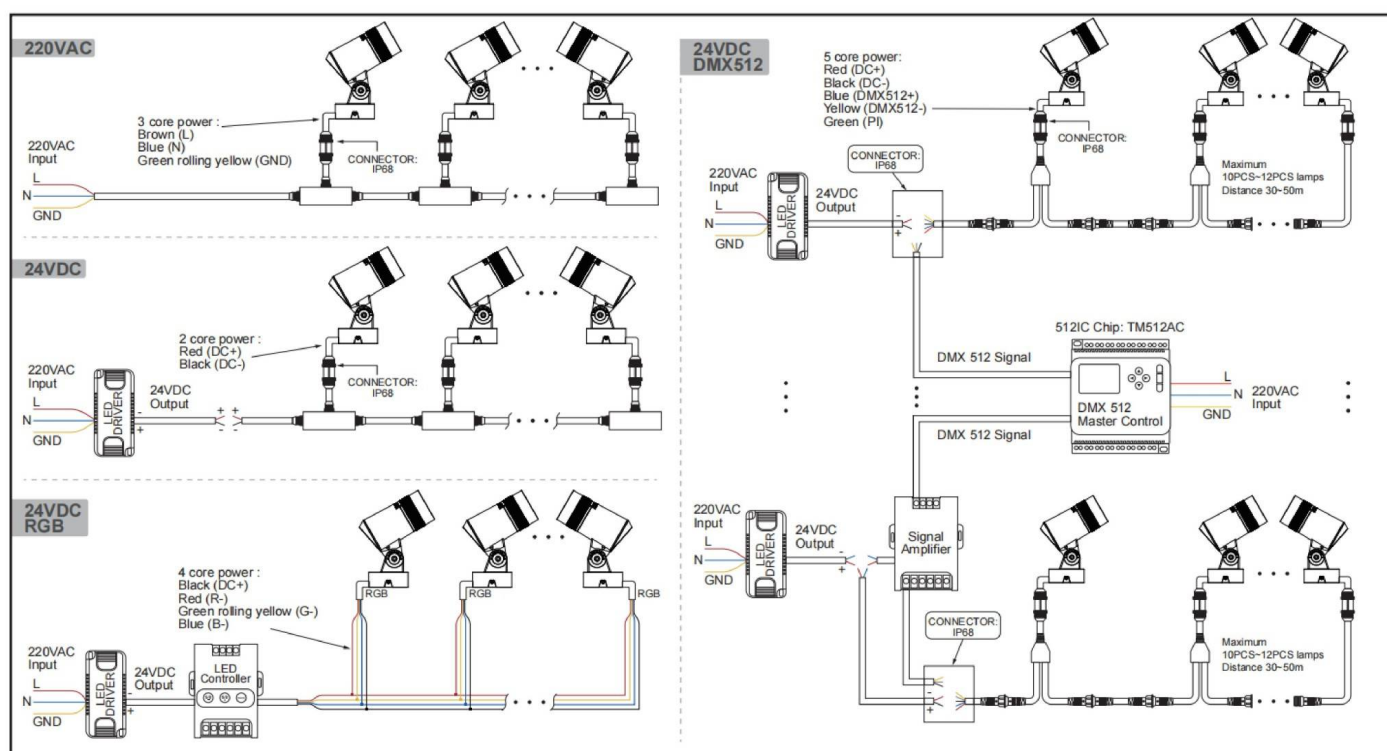 220VAC
3 core power :
Brown (L)
Blue (N)
Green rolling yellow (GND)
CONNECTOR:
IP68
220VAC
Input
L
N
GND
24VDC
2 core power :
Red (DC+)
Black (DC-)
CONNECTOR:
IP68
220VAC
Input
L
N
GND
LED
DRIVER
24VDC
Output
-
+
+ +
- -
24VDC
RGB
4 core power :
Black (DC+)
Red (R-)
Green rolling yellow (G-)
Blue (B-)
RGB
RGB
RGB
220VAC
Input
L
N
GND
LED
DRIVER
24VDC
Output
-
+
LED
Controller
24VDC
DMX512
5 core power :
Red (DC+)
Black (DC-)
Blue (DMX512+)
Yellow (DMX512-)
Green (PI)
CONNECTOR:
IP68
CONNECTOR:
IP68
Maximum
10PCS~12PCS lamps
Distance 30~50m
220VAC
Input
L
N
GND
LED
DRIVER
24VDC
Output
-
+
512IC Chip: TM512AC
DMX 512 Signal
DMX 512
Master Control
L
N
GND
220VAC
Input
DMX 512 Signal
220VAC
Input
L
N
GND
LED
DRIVER
24VDC
Output
-
+
Signal
Amplifier
CONNECTOR:
IP68
-
+
Maximum
10PCS~12PCS lamps
Distance 30~50m